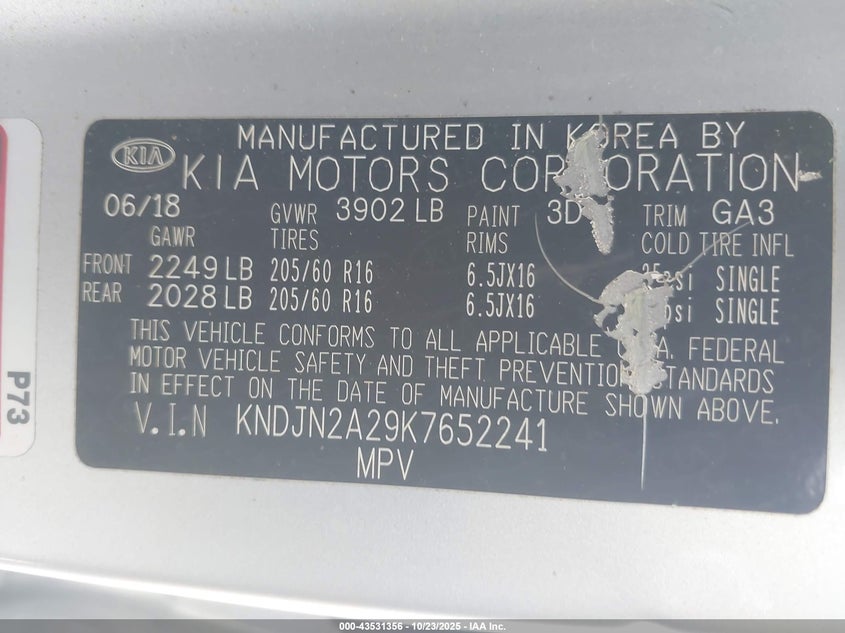 MANUFACTURED IN KOREA BY
KIA
KIA MOTORS CORPORATION
06/18 GVWR 3902 LB PAINT 3D TRIM GA3
GAWR TIRES RIMS COLD TIRE INFL
FRONT 2249 LB 205/60 R16 6.5JX16 SINGLE
REAR 2028 LB 205/60 R16 6.5JX16 psi SINGLE
THIS VEHICLE CONFORMS TO ALL APPLICABLE FEDERAL
MOTOR VEHICLE SAFETY AND THEFT PREVENTION STANDARDS
IN EFFECT ON THE DATE OF MANUFACTURE SHOWN ABOVE.
V.I.N KNDJN2A29K7652241
MPV
P73
000-43531356 - 10/23/2025 - IAA Inc.